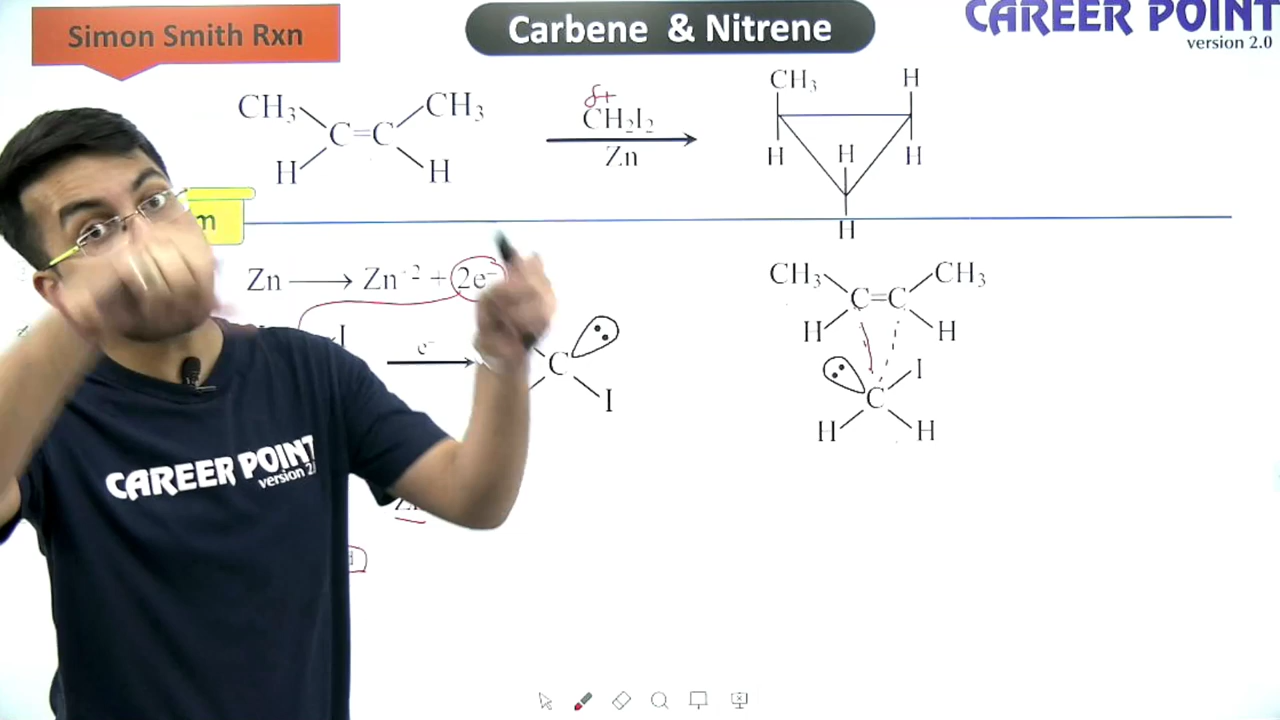 Simon Smith Rxn
Carbene & Nitrene
CAREER POINT
version 2.0
CH₃ CH₃
C=C
H H
δ+
CH₂I₂
Zn
CH₃ H
H H H
H
m
Zn ⟶ Zn⁻² + 2e⁻
I
e⁻
C
I
CH₃ CH₃
C=C
H H
I
C
H H
CAREER POINT
version 2.